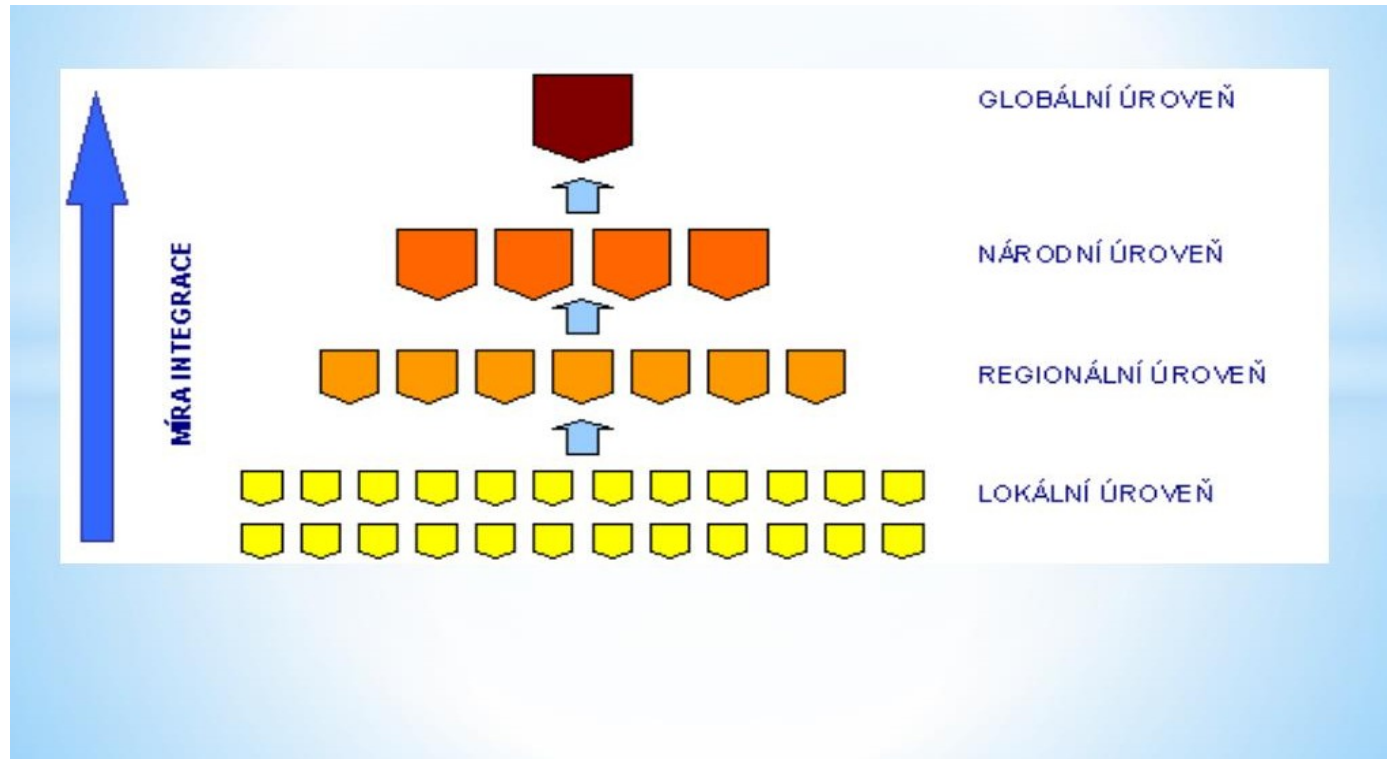 GLOBÁLNÍ ÚROVEŇ
NÁRODNÍ ÚROVEŇ
MÍRA INTEGRACE
REGIONÁLNÍ ÚROVEŇ
LOKÁLNÍ ÚROVEŇ